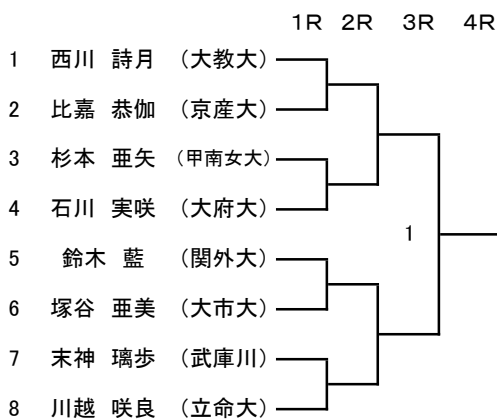 1R 2R 3R 4R
1 西川 詩月 (大教大)
2 比嘉 恭伽 (京産大)
3 杉本 亜矢 (甲南女大)
4 石川 実咲 (大府大)
1
5 鈴木 藍 (関外大)
6 塚谷 亜美 (大市大)
7 末神 璃歩 (武庫川)
8 川越 咲良 (立命大)